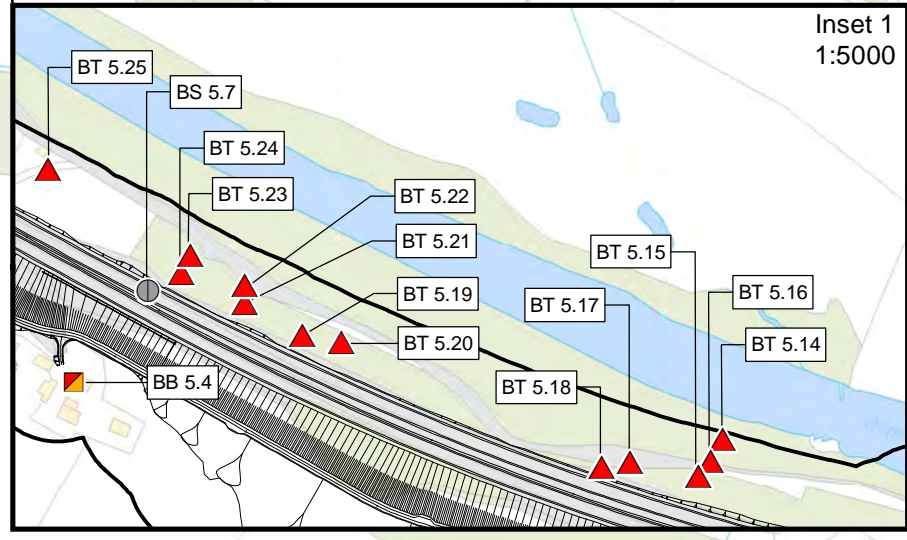 Inset 1
1:5000
BT 5.25
BS 5.7
BT 5.24
BT 5.23
BT 5.22
BT 5.21
BT 5.15
BT 5.19
BT 5.17
BT 5.16
BT 5.20
BT 5.14
BB 5.4
BT 5.18